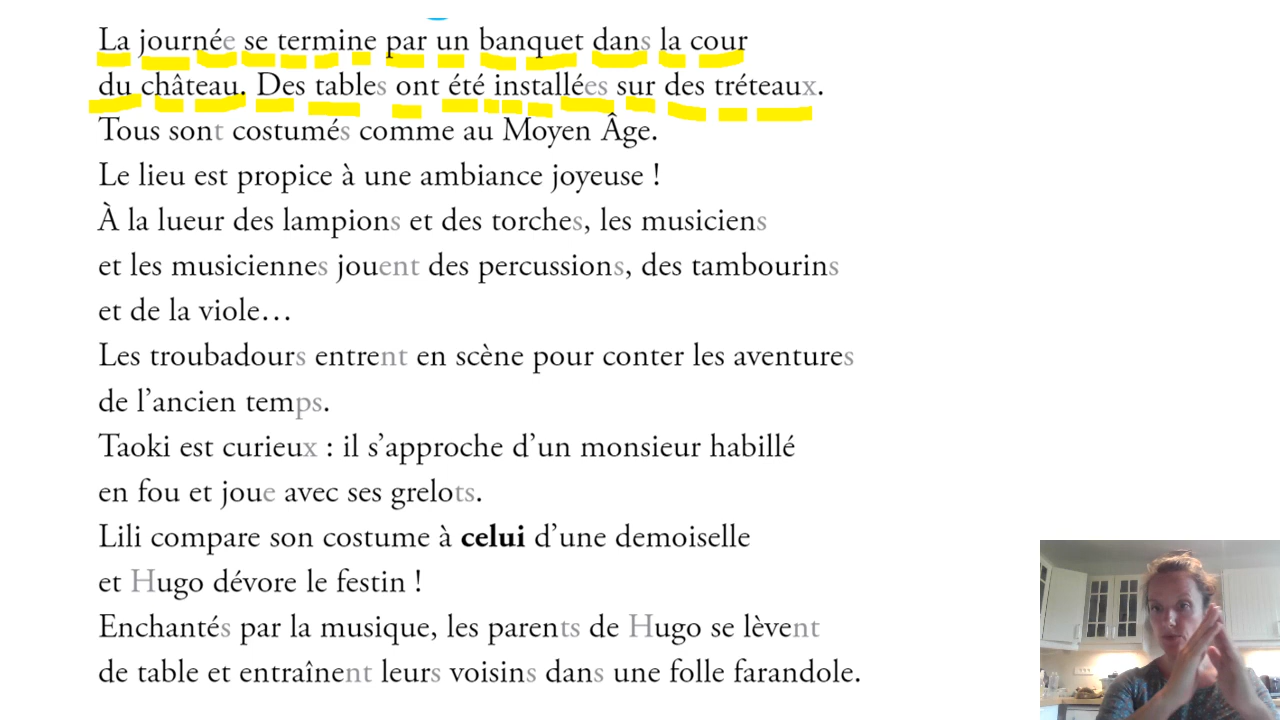 La journée se termine par un banquet dans la cour
du château. Des tables ont été installées sur des tréteaux.
Tous sont costumés comme au Moyen Âge.
Le lieu est propice à une ambiance joyeuse !
À la lueur des lampions et des torches, les musiciens
et les musiciennes jouent des percussions, des tambourins
et de la viole…
Les troubadours entrent en scène pour conter les aventures
de l’ancien temps.
Taoki est curieux : il s’approche d’un monsieur habillé
en fou et joue avec ses grelots.
Lili compare son costume à celui d’une demoiselle
et Hugo dévore le festin !
Enchantés par la musique, les parents de Hugo se lèvent
de table et entraînent leurs voisins dans une folle farandole.